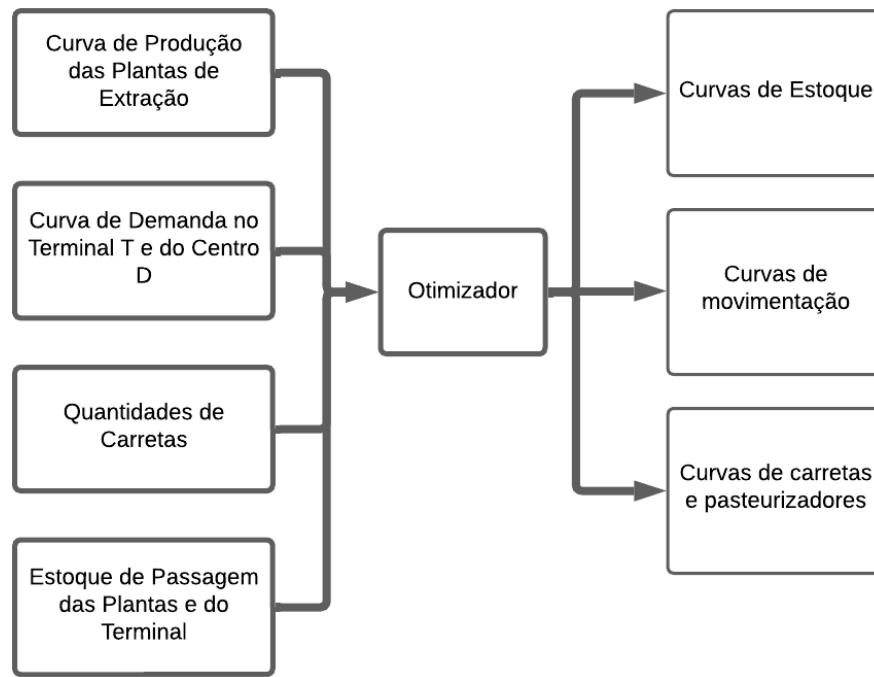 Curva de Produção
das Plantas de
Extração
Curva de Demanda no
Terminal T e do Centro
D
Quantidades de
Carretas
Estoque de Passagem
das Plantas e do
Terminal
Otimizador
Curvas de Estoque
Curvas de
movimentação
Curvas de carretas
e pasteurizadores